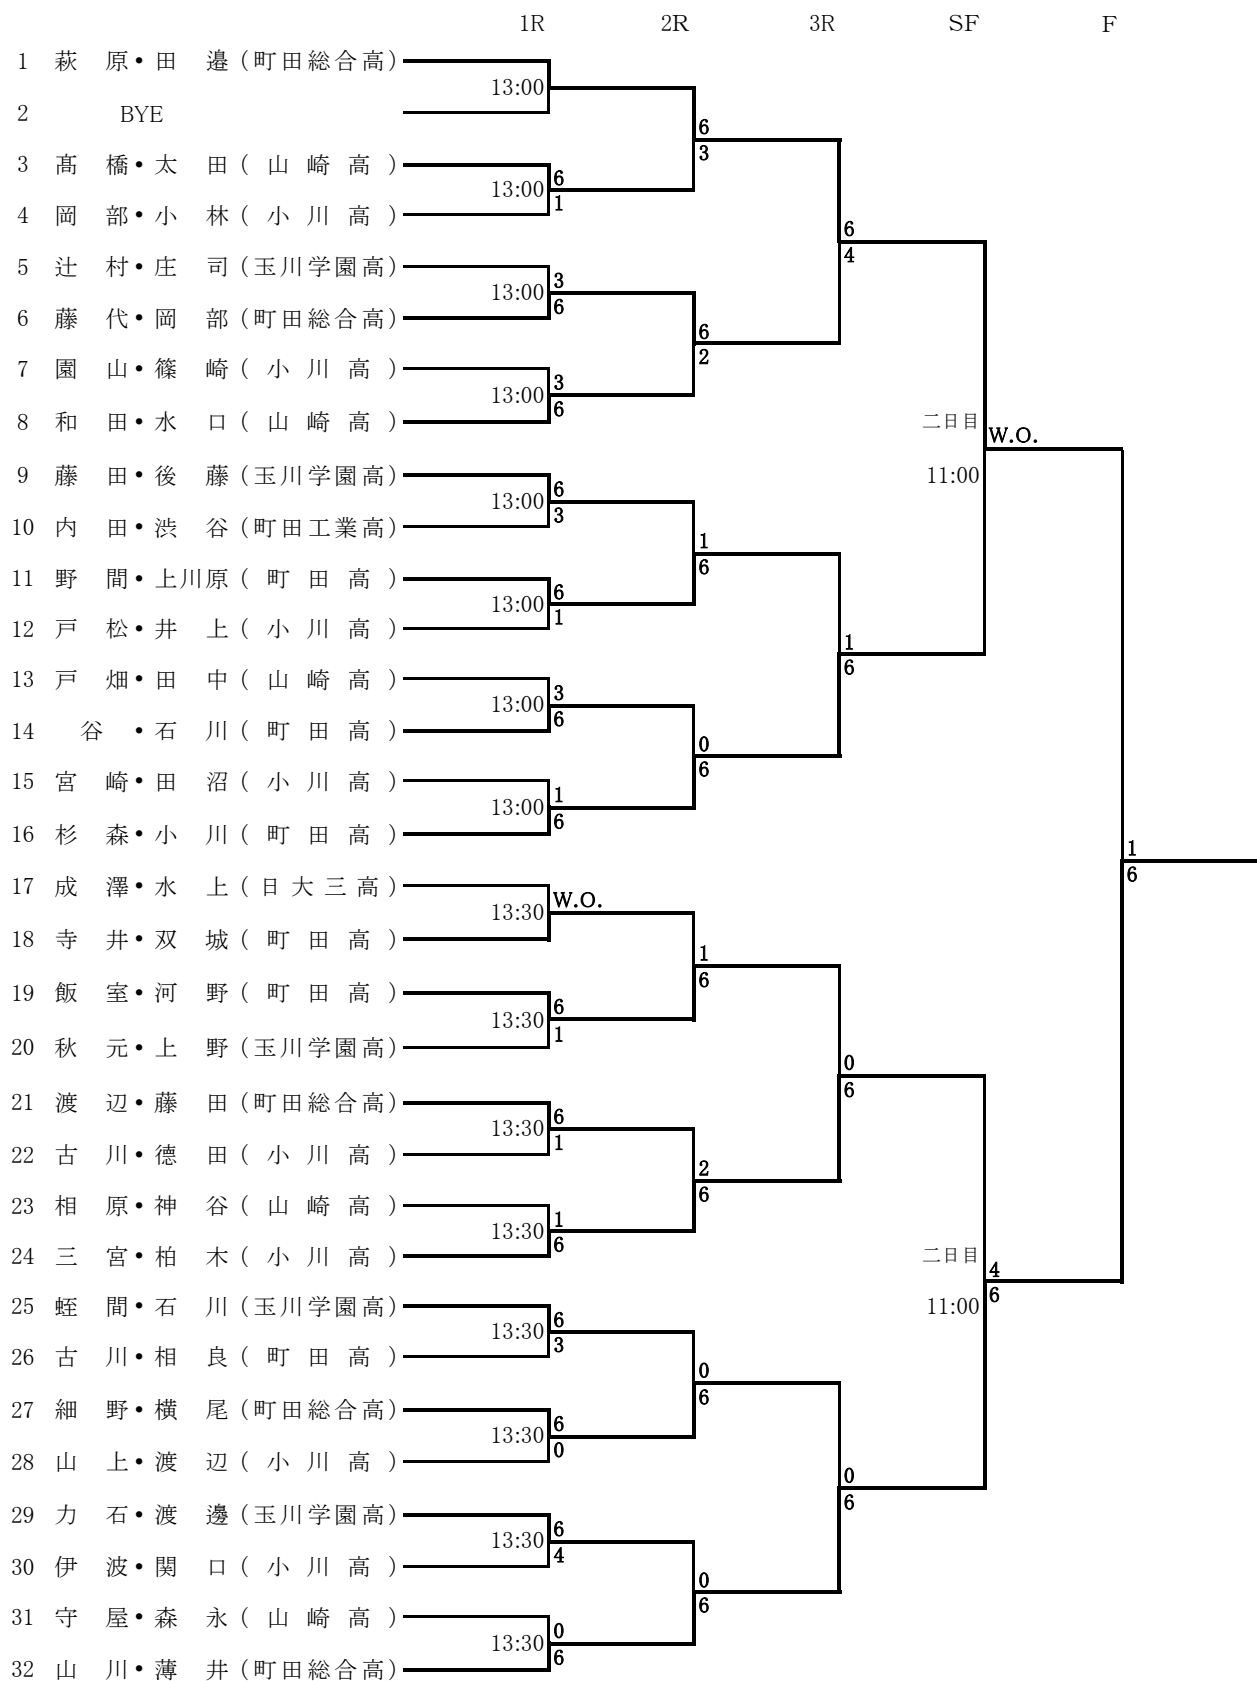 1R 2R 3R SF F
1 萩 原・田 邉(町田総合高)
13:00
2 BYE
6
3
3 髙 橋・太 田(山 崎 高)
13:00 6
1
4 岡 部・小 林(小 川 高)
6
4
5 辻 村・庄 司(玉川学園高)
13:00 3
6
6 藤 代・岡 部(町田総合高)
6
2
7 園 山・篠 崎(小 川 高)
13:00 3
6
8 和 田・水 口(山 崎 高)
二日目 W.O.
11:00
9 藤 田・後 藤(玉川学園高)
13:00 6
3
10 内 田・渋 谷(町田工業高)
1
6
11 野 間・上川原(町 田 高)
13:00 6
1
12 戸 松・井 上(小 川 高)
1
6
13 戸 畑・田 中(山 崎 高)
13:00 3
6
14 谷 ・石 川(町 田 高)
0
6
15 宮 崎・田 沼(小 川 高)
13:00 1
6
16 杉 森・小 川(町 田 高)
1
6
17 成 澤・水 上(日大三高)
13:30 W.O.
18 寺 井・双 城(町 田 高)
1
6
19 飯 室・河 野(町 田 高)
13:30 6
1
20 秋 元・上 野(玉川学園高)
0
6
21 渡 辺・藤 田(町田総合高)
13:30 6
1
22 古 川・德 田(小 川 高)
2
6
23 相 原・神 谷(山 崎 高)
13:30 1
6
24 三 宮・柏 木(小 川 高)
二日目 4
11:00 6
25 蛭 間・石 川(玉川学園高)
13:30 6
3
26 古 川・相 良(町 田 高)
0
6
27 細 野・横 尾(町田総合高)
13:30 6
0
28 山 上・渡 辺(小 川 高)
0
6
29 力 石・渡 邊(玉川学園高)
13:30 6
4
30 伊 波・関 口(小 川 高)
0
6
31 守 屋・森 永(山 崎 高)
13:30 0
6
32 山 川・薄 井(町田総合高)